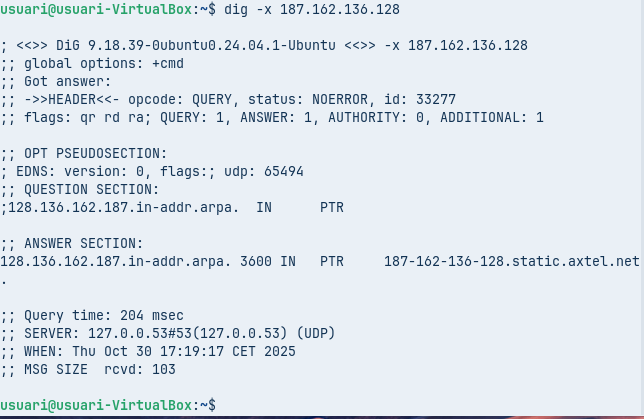 usuari@usuari-VirtualBox:~$ dig -x 187.162.136.128

; <<>> DiG 9.18.39-0ubuntu0.24.04.1-Ubuntu <<>> -x 187.162.136.128
;; global options: +cmd
;; Got answer:
;; ->>HEADER<<- opcode: QUERY, status: NOERROR, id: 33277
;; flags: qr rd ra; QUERY: 1, ANSWER: 1, AUTHORITY: 0, ADDITIONAL: 1

;; OPT PSEUDOSECTION:
; EDNS: version: 0, flags:; udp: 65494
;; QUESTION SECTION:
;128.136.162.187.in-addr.arpa.  IN      PTR

;; ANSWER SECTION:
128.136.162.187.in-addr.arpa. 3600 IN   PTR     187-162-136-128.static.axtel.net
.

;; Query time: 204 msec
;; SERVER: 127.0.0.53#53(127.0.0.53) (UDP)
;; WHEN: Thu Oct 30 17:19:17 CET 2025
;; MSG SIZE  rcvd: 103

usuari@usuari-VirtualBox:~$